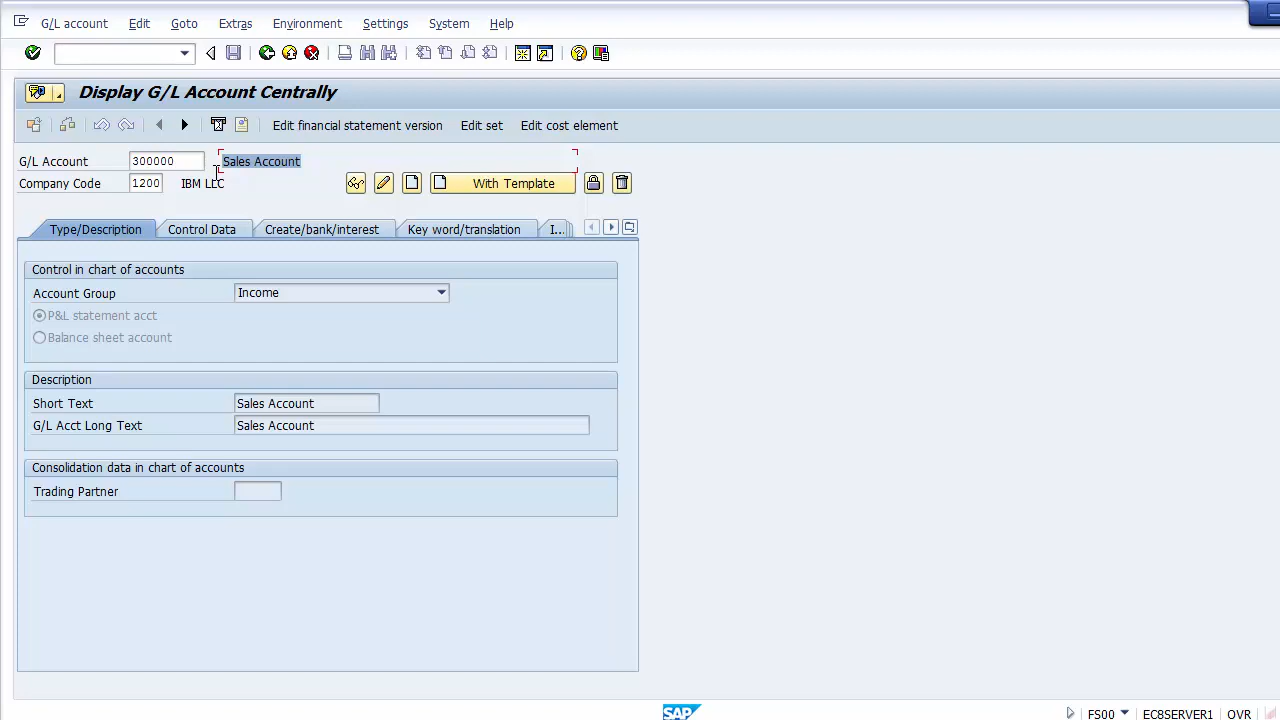 G/L account Edit Goto Extras Environment Settings System Help
Display G/L Account Centrally
Edit financial statement version Edit set Edit cost element
G/L Account 300000 Sales Account
Company Code 1200 IBM LLC With Template
Type/Description Control Data Create/bank/interest Key word/translation I...
Control in chart of accounts
Account Group Income
P&L statement acct
Balance sheet account
Description
Short Text Sales Account
G/L Acct Long Text Sales Account
Consolidation data in chart of accounts
Trading Partner
SAP FS00 EC8SERVER1 OVR